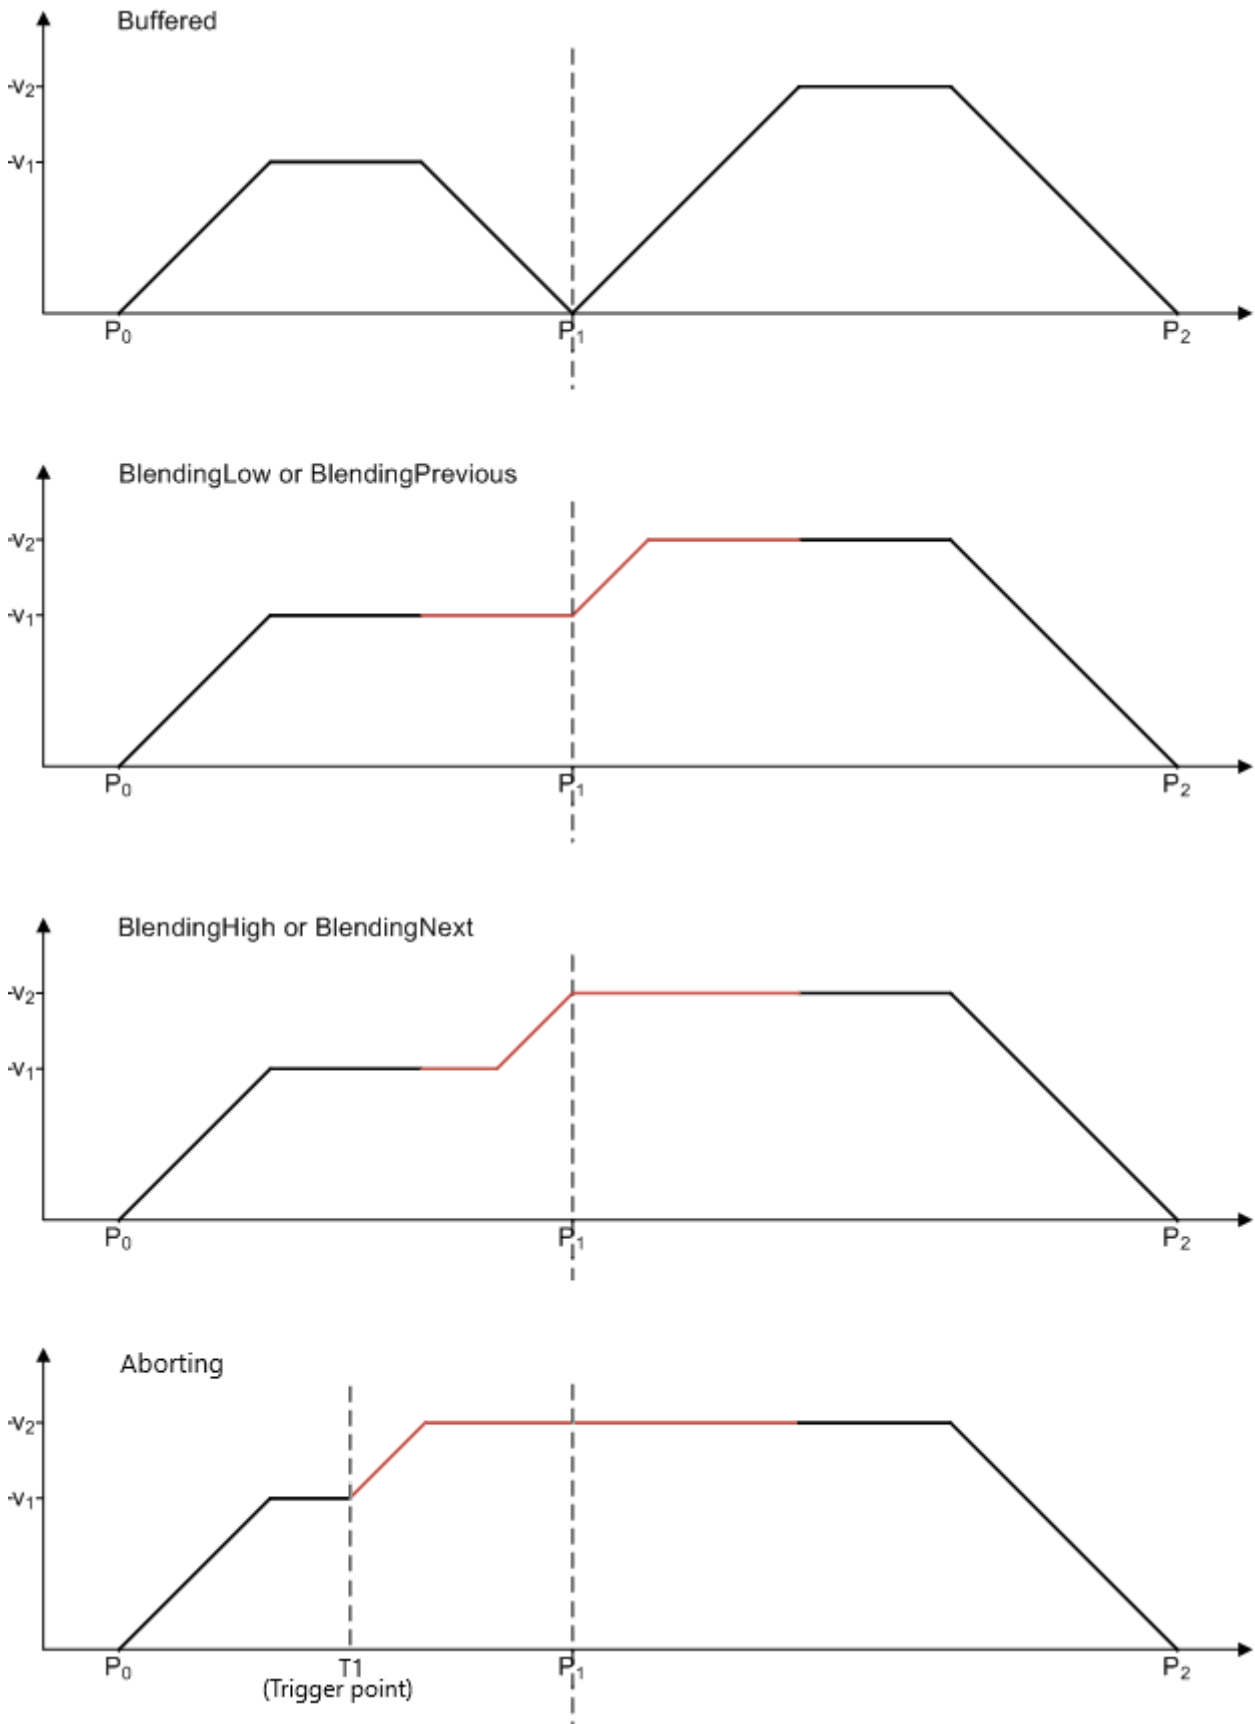 Buffered
v₂
v₁
P₀ P₁ P₂
BlendingLow or BlendingPrevious
v₂
v₁
P₀ P₁ P₂
BlendingHigh or BlendingNext
v₂
v₁
P₀ P₁ P₂
Aborting
v₂
v₁
P₀ T1 P₁ P₂
(Trigger point)